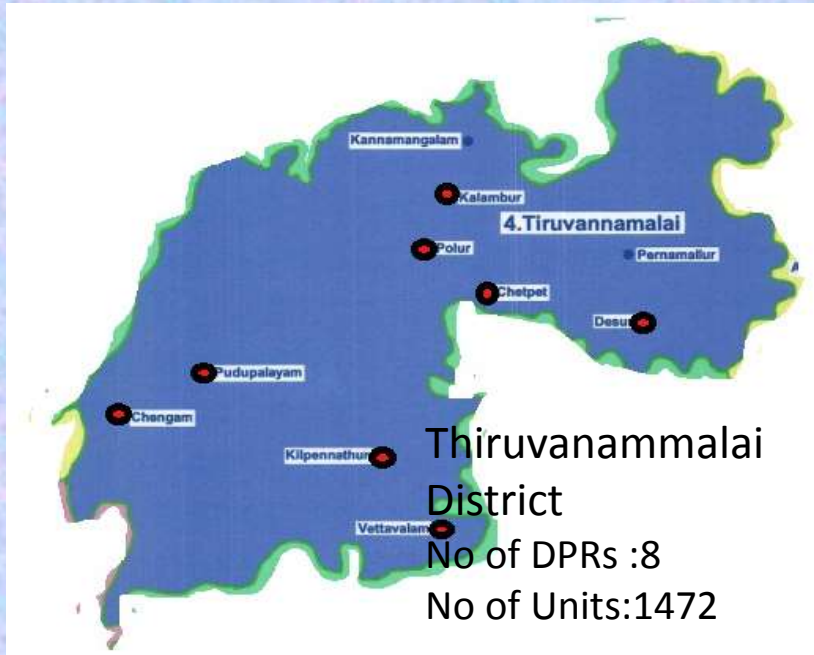 Kannamangalam
Kalambur
4.Tiruvannamalai
Polur
Pernamallur
Chetpet
Desur
Pudupalayam
Chengam
Kilpennathur
Vettavalam
Thiruvanammalai
District
No of DPRs :8
No of Units:1472